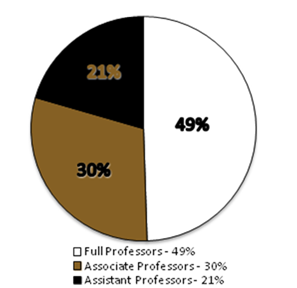 21%
49%
30%
Full Professors - 49%
Associate Professors - 30%
Assistant Professors - 21%